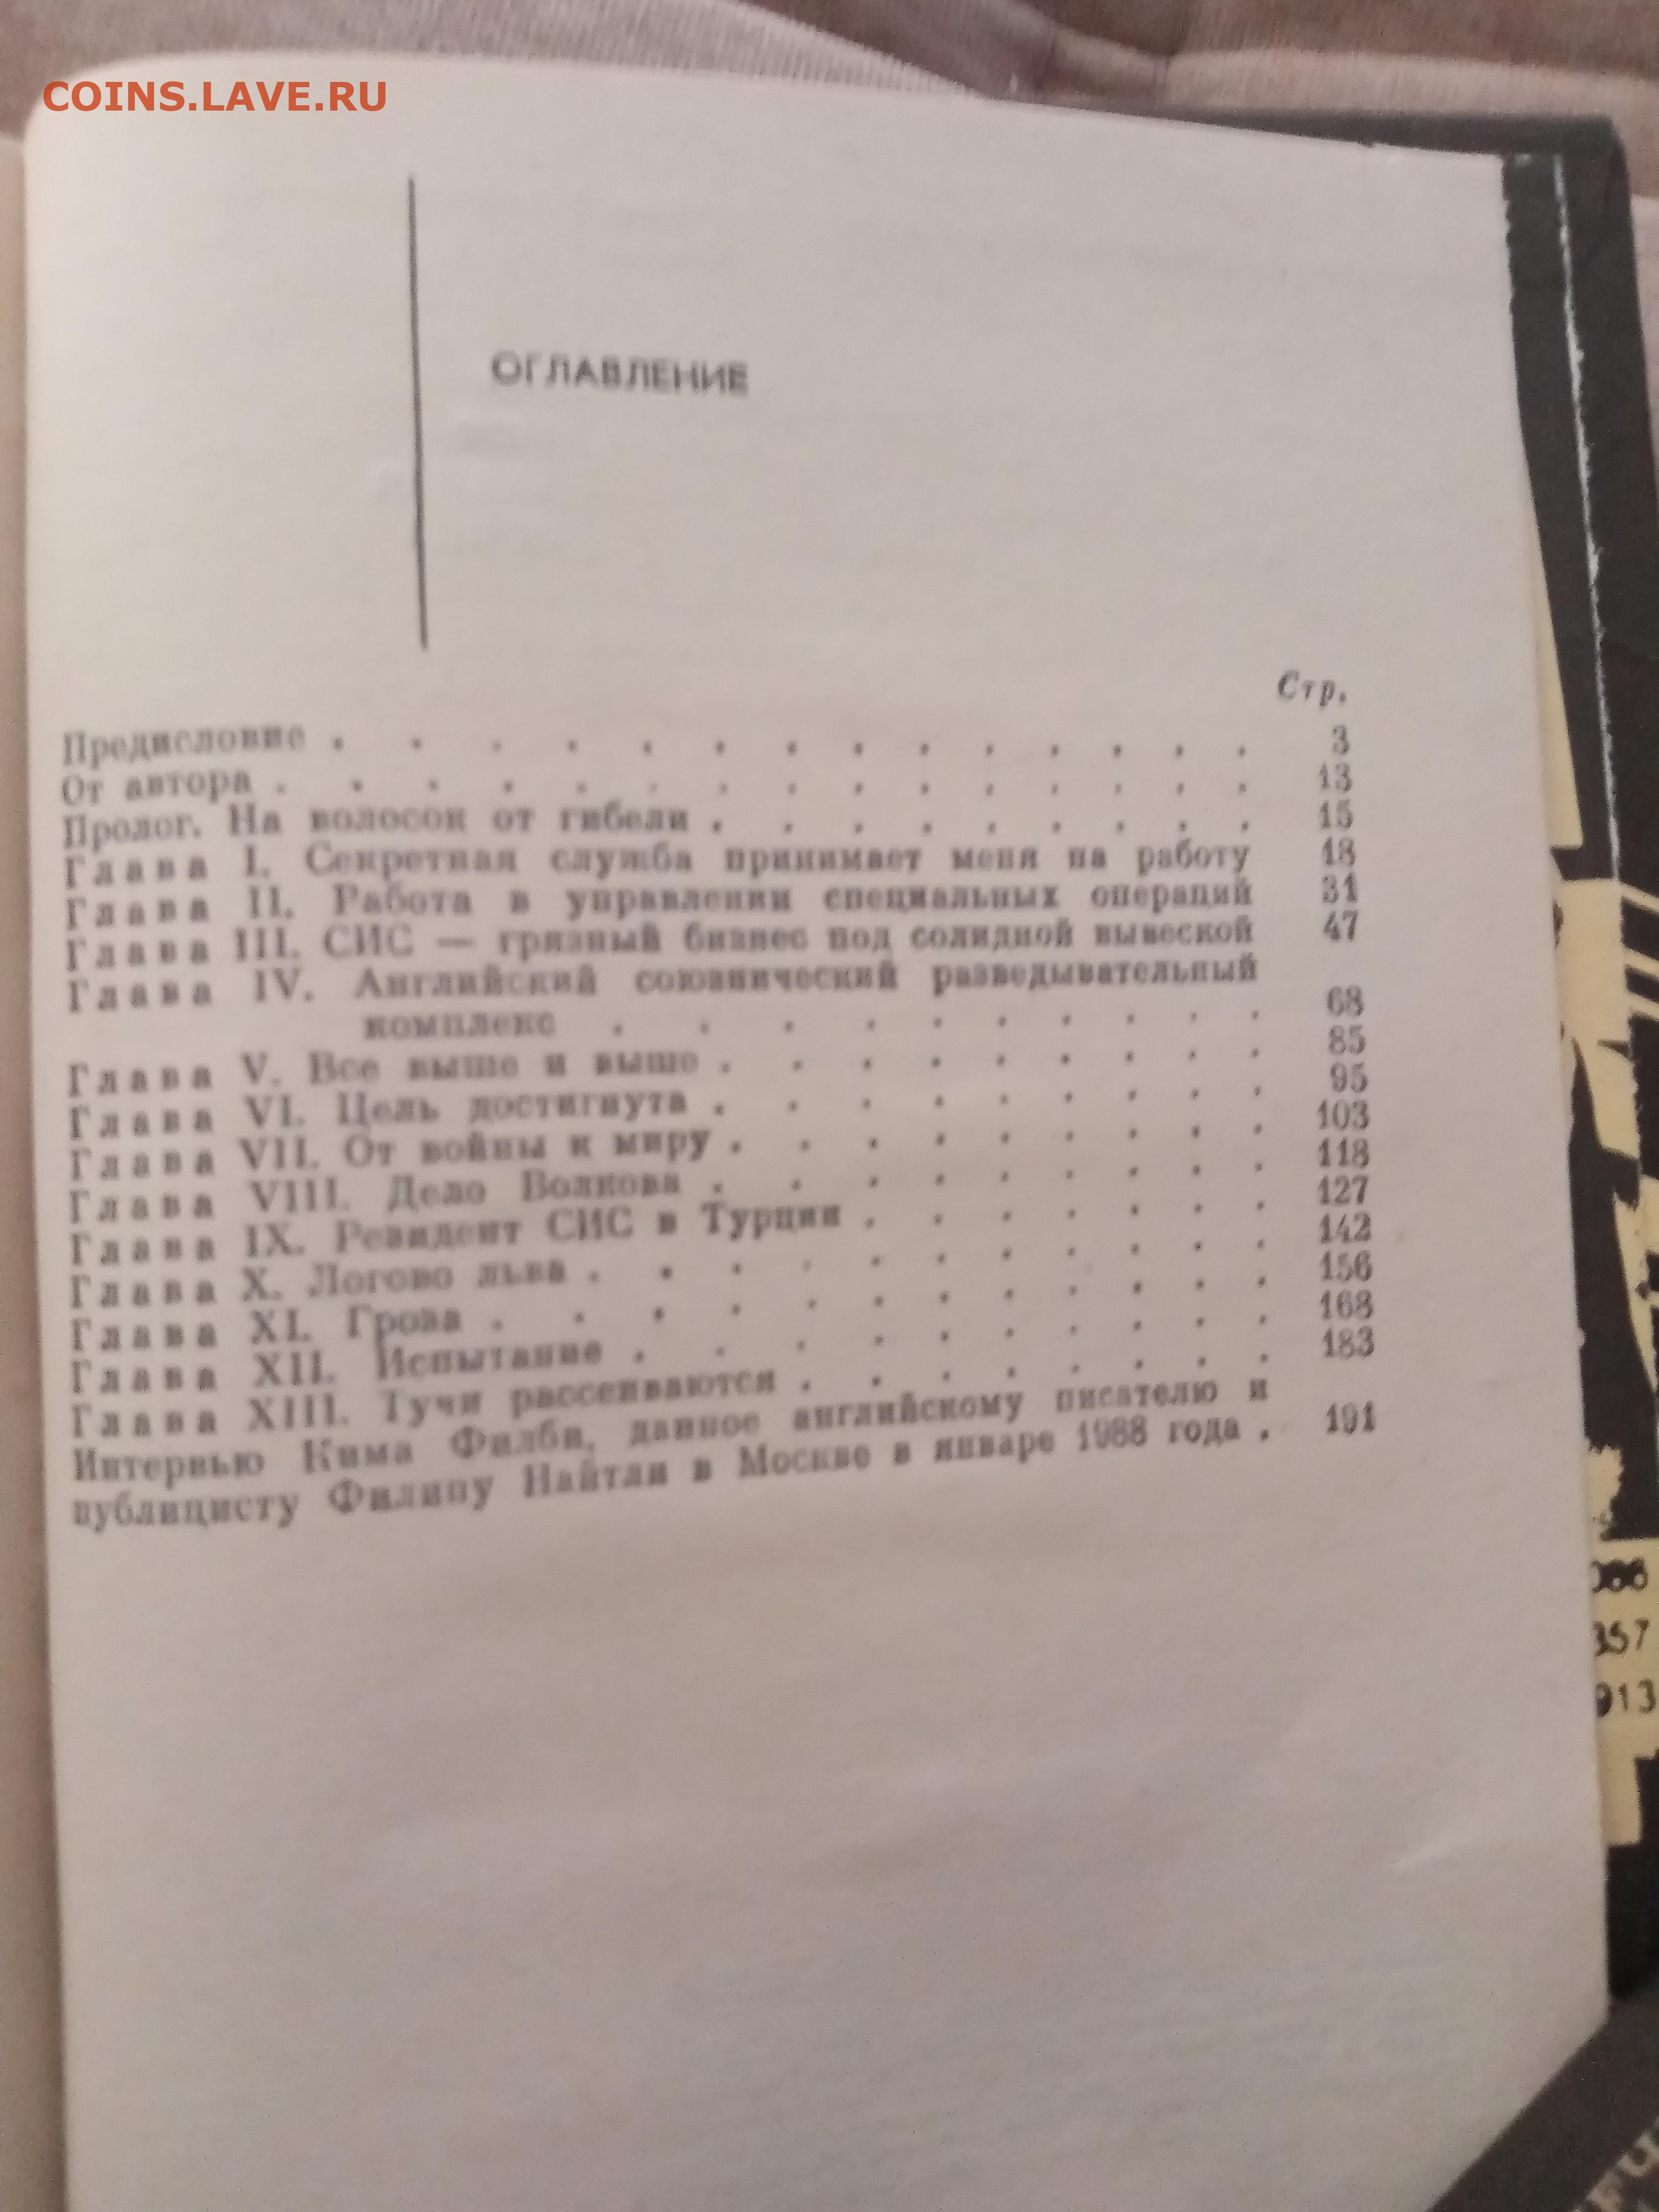 COINS.LAVE.RU
ОГЛАВЛЕНИЕ
Стр.
Предисловие . . . . . . . . . . . . . . 3
От автора . . . . . . . . . . . . . . 13
Пролог. На волосок от гибели . . . . . . . . . 15
Глава I. Секретная служба принимает меня на работу 18
Глава II. Работа в управлении специальных операций 31
Глава III. СИС — грязный бизнес под солидной вывеской 47
Глава IV. Английский союзнический разведывательный
комплекс . . . . . . . . . . 68
Глава V. Все выше и выше . . . . . . . . . 85
Глава VI. Цель достигнута . . . . . . . . . 95
Глава VII. От войны к миру . . . . . . . . . 103
Глава VIII. Дело Волкова . . . . . . . . . 118
Глава IX. Резидент СИС в Турции . . . . . . . 127
Глава X. Логово льва . . . . . . . . . . . 142
Глава XI. Гроза . . . . . . . . . . . . 156
Глава XII. Испытание . . . . . . . . . . 168
Глава XIII. Тучи рассеиваются . . . . . . . . 183
Интервью Кима Филби, данное английскому писателю и
публицисту Филипу Найтли в Москве в январе 1988 года . 191
357
913